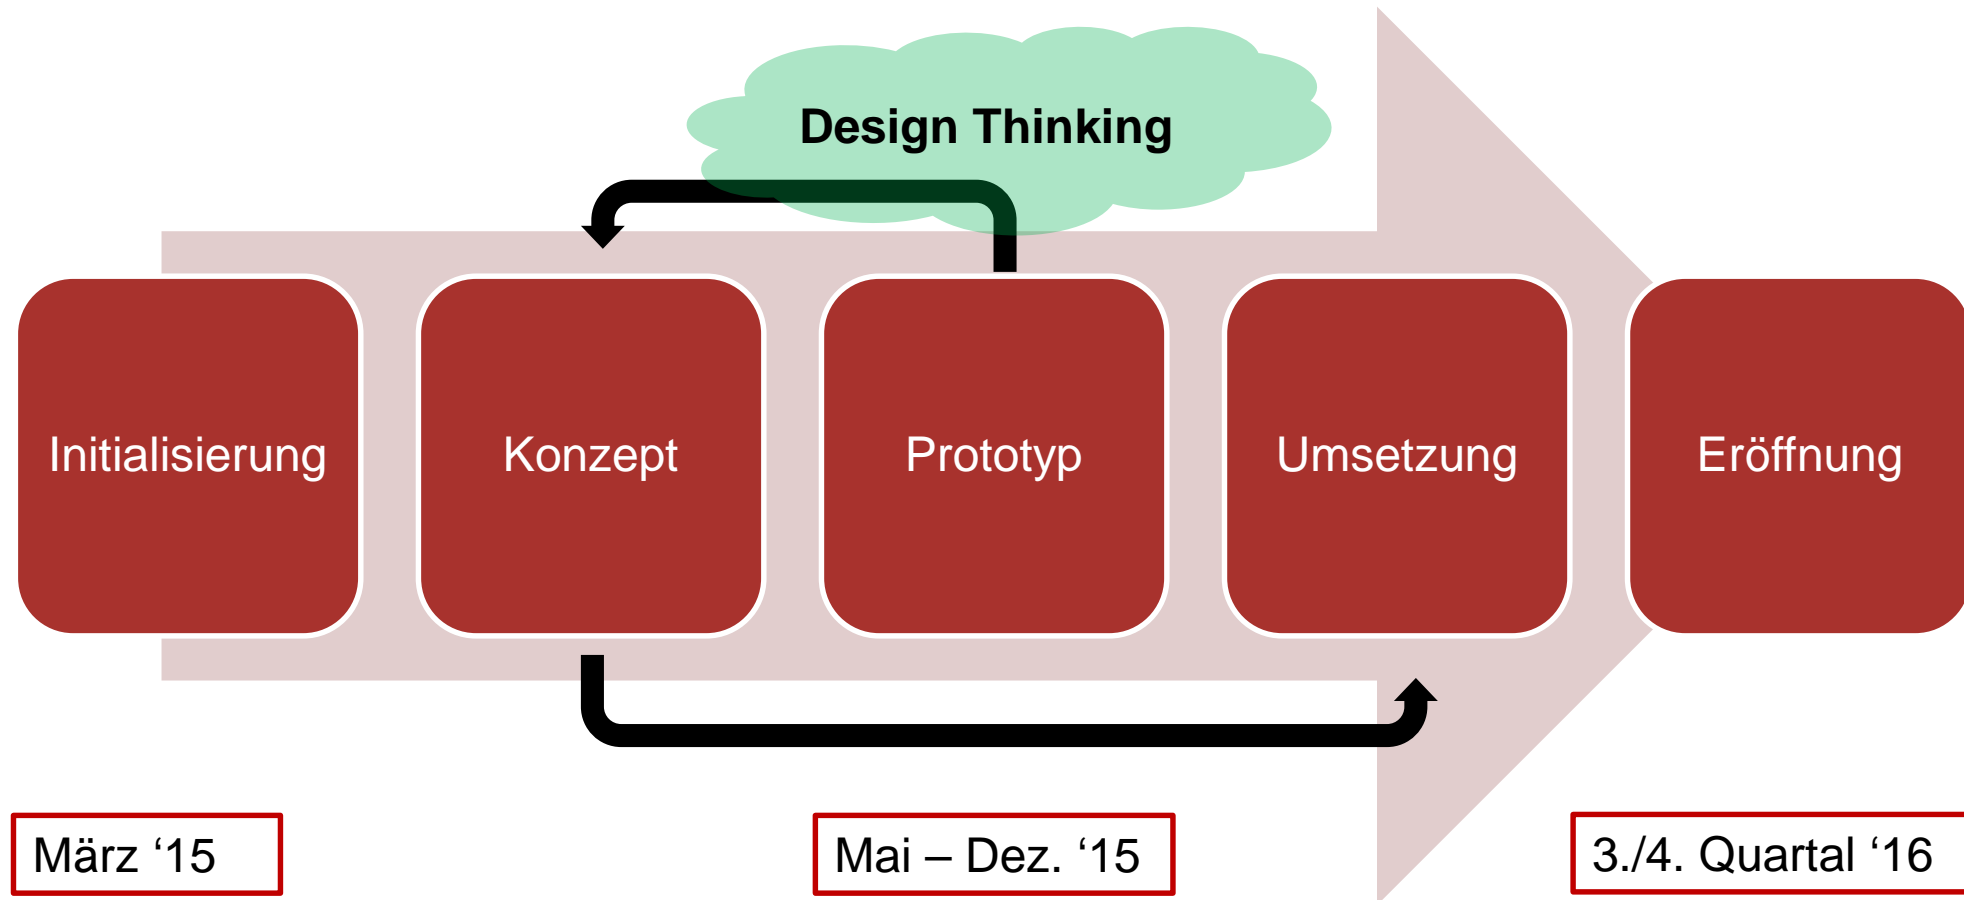 Design Thinking
Initialisierung
Konzept
Prototyp
Umsetzung
Eröffnung
März ‘15
Mai – Dez. ‘15
3./4. Quartal ‘16